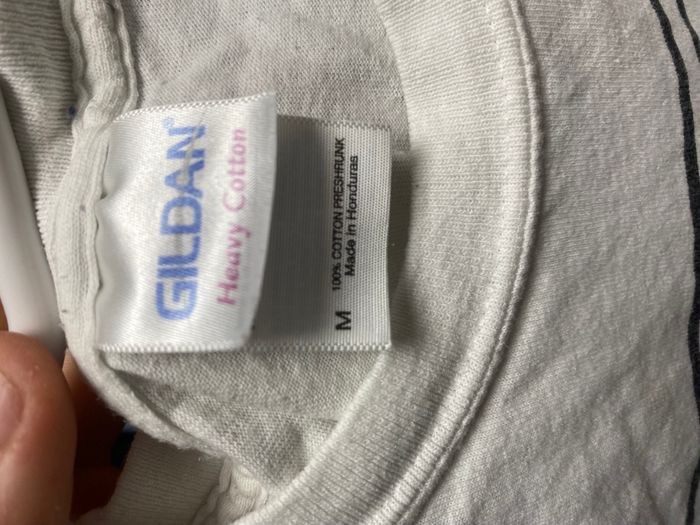 GILDAN®
Heavy Cotton
100% COTTON PRESHRUNK
M Made in Honduras